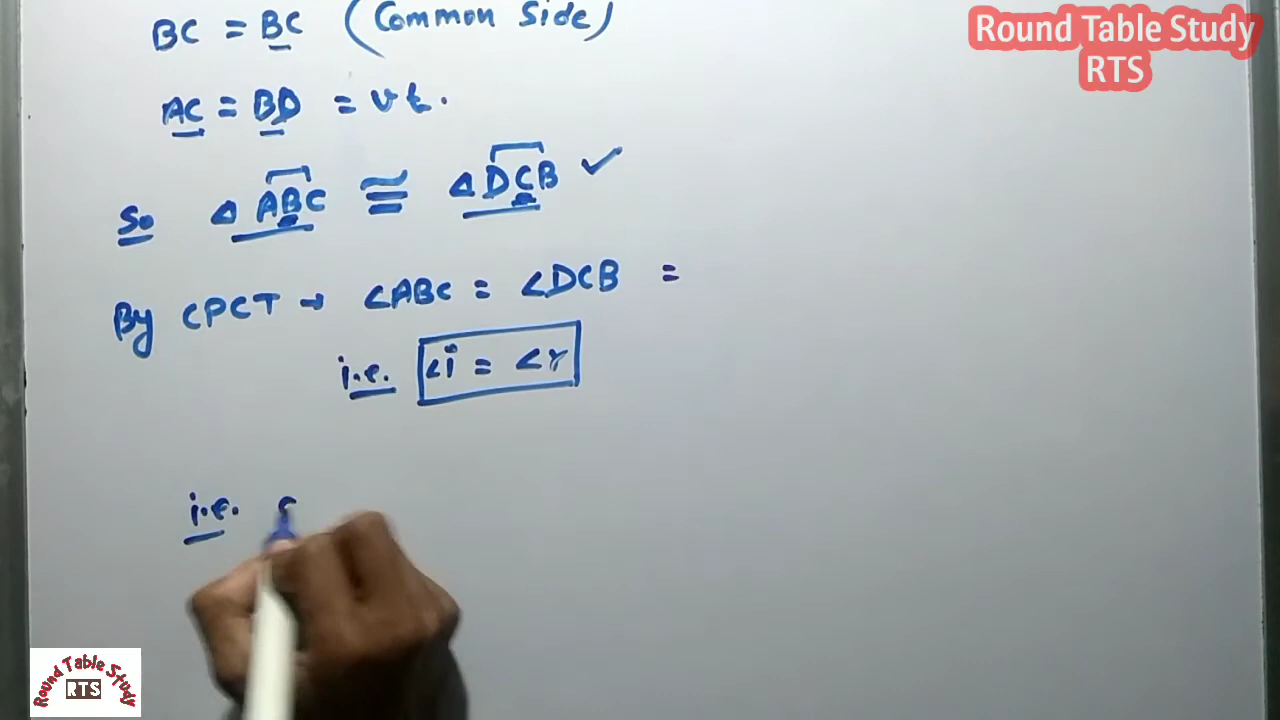 BC = BC (Common Side)
Round Table Study
RTS
AC = BD = vt.
So △ABC ≅ △DCB ✓
By CPCT → ∠ABC = ∠DCB =
i.e. ∠i = ∠r
i.e.
Round Table Study
RTS